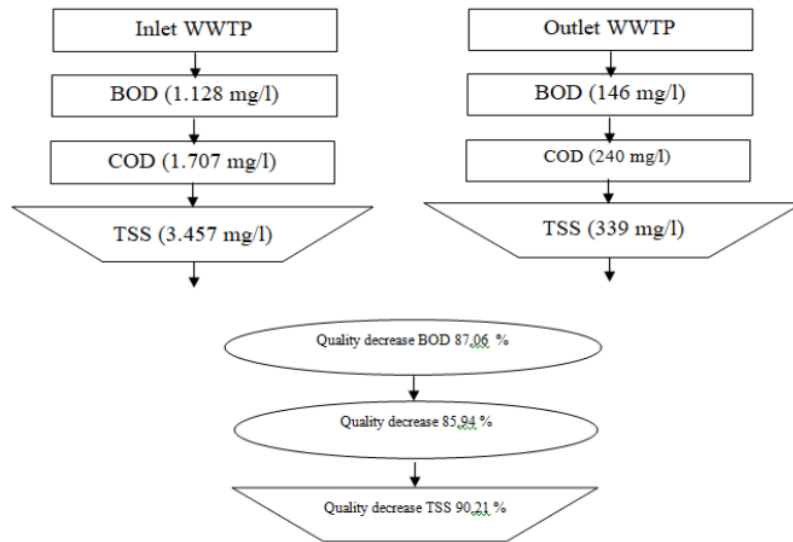 Inlet WWTP
BOD (1.128 mg/l)
COD (1.707 mg/l)
TSS (3.457 mg/l)
Outlet WWTP
BOD (146 mg/l)
COD (240 mg/l)
TSS (339 mg/l)
Quality decrease BOD 87,06 %
Quality decrease 85,94 %
Quality decrease TSS 90,21 %